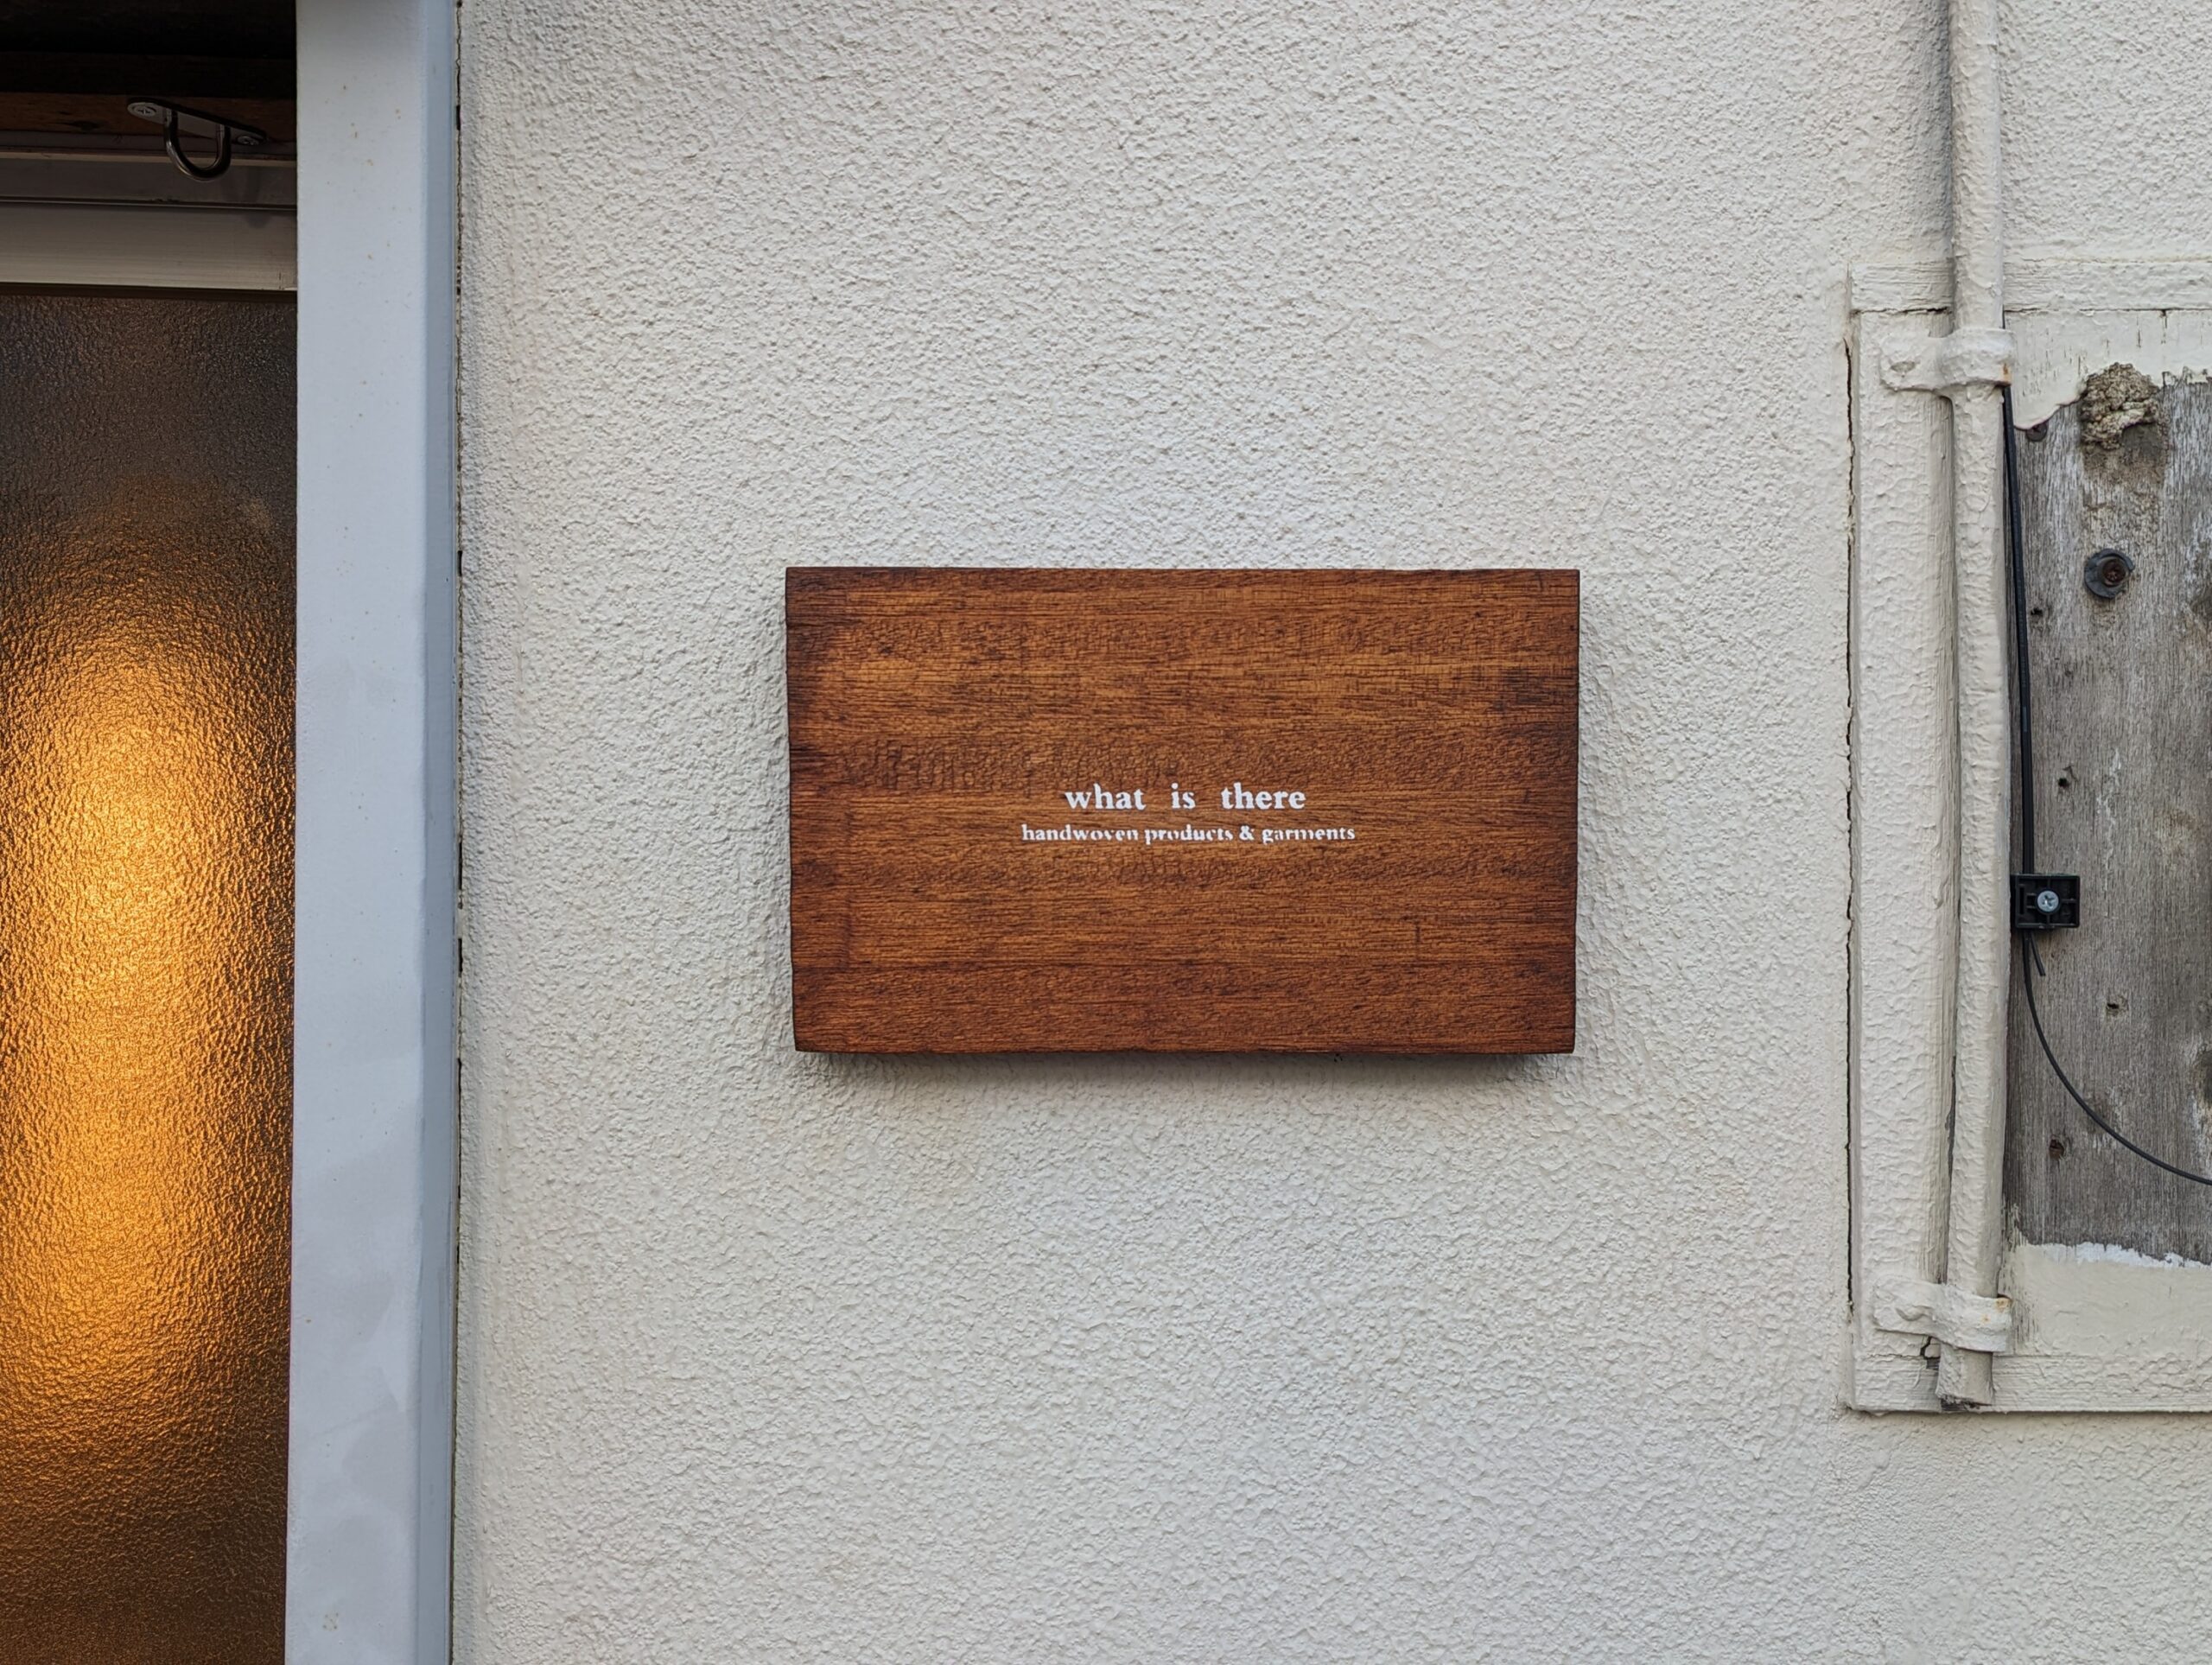 what is there
handwoven products & garments